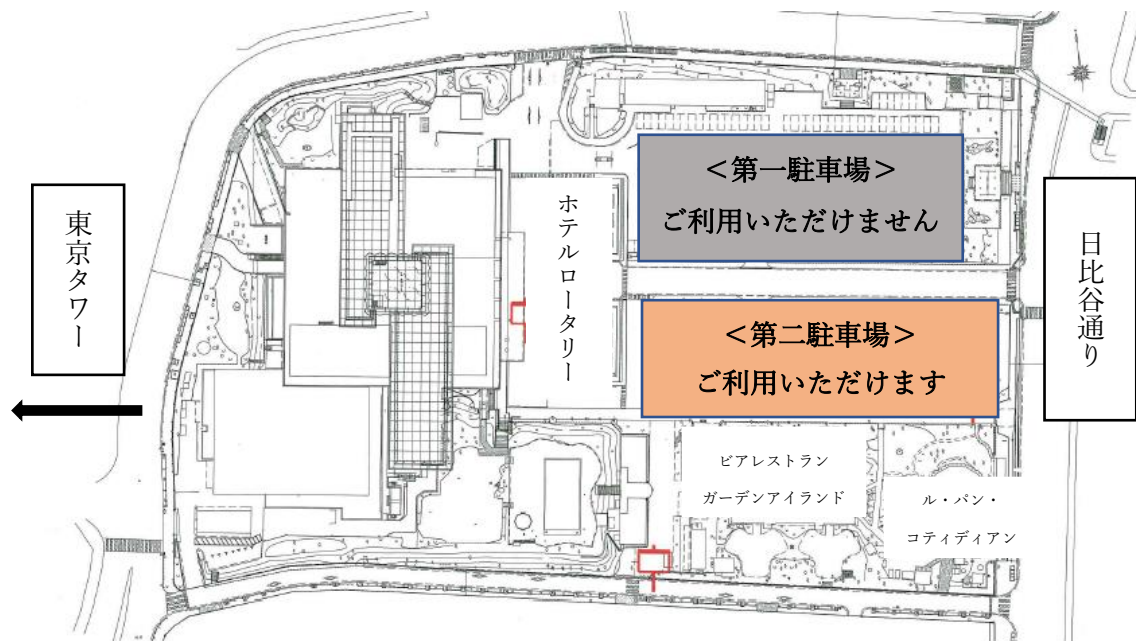 東京タワー
ホテルロータリー
＜第一駐車場＞
ご利用いただけません
＜第二駐車場＞
ご利用いただけます
日比谷通り
ビアレストラン
ガーデンアイランド
ル・パン・
コティディアン